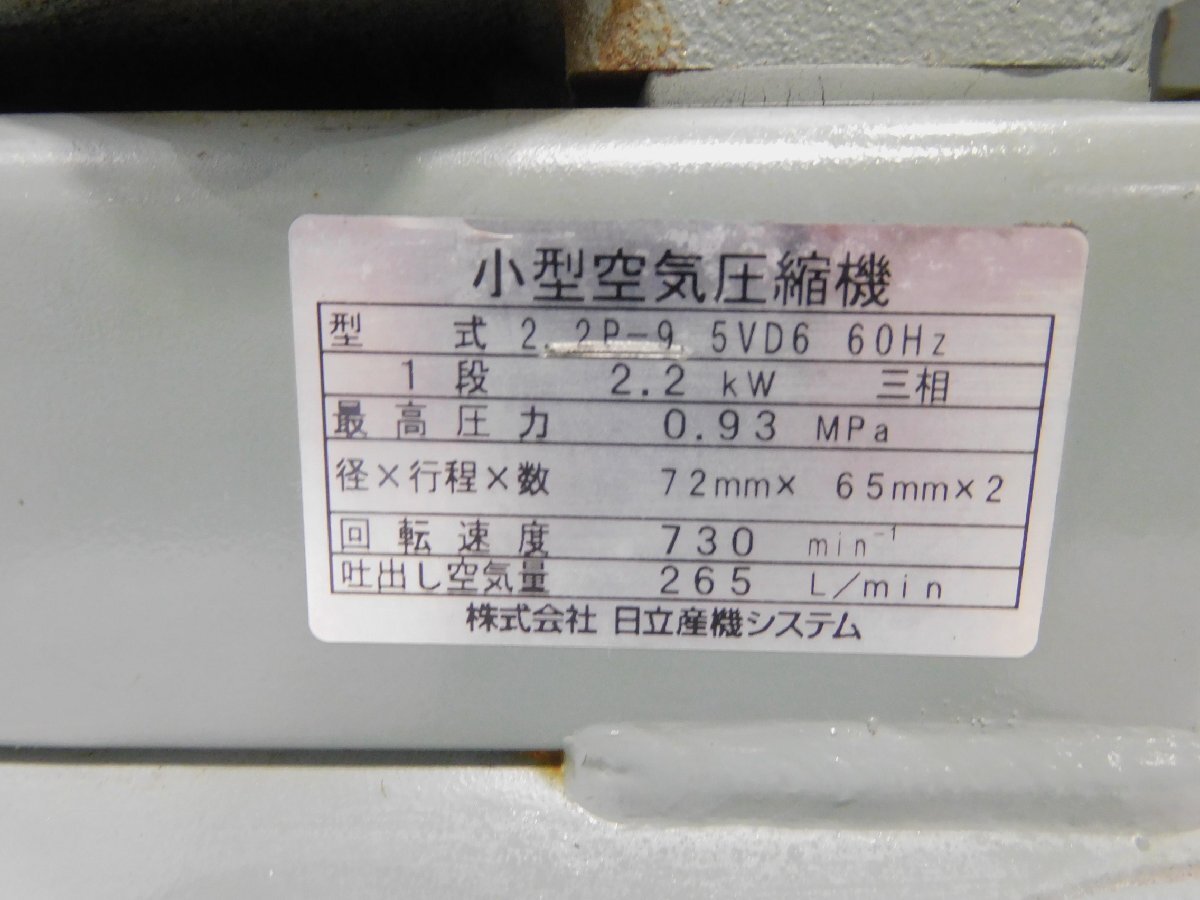 小型空気圧縮機
型式 2.2P-9.5VD6 60Hz
1段 2.2 kW 三相
最高圧力 0.93 MPa
径×行程×数 72mm× 65mm×2
回転速度 730 min⁻¹
吐出し空気量 265 L/min
株式会社 日立産機システム